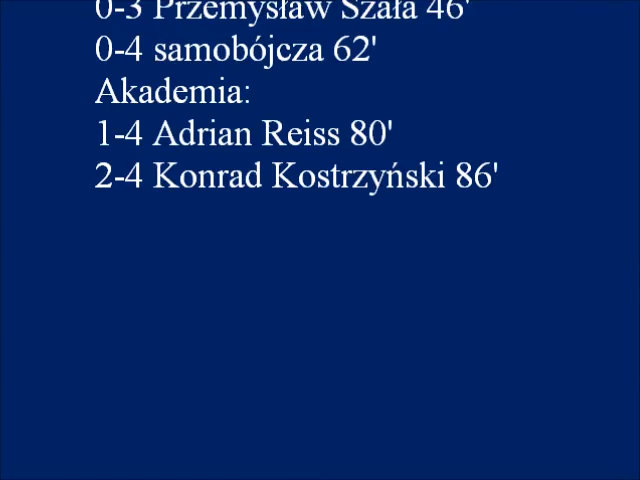 0-3 Przemysław Szała 46'
0-4 samobójcza 62'
Akademia:
1-4 Adrian Reiss 80'
2-4 Konrad Kostrzyński 86'